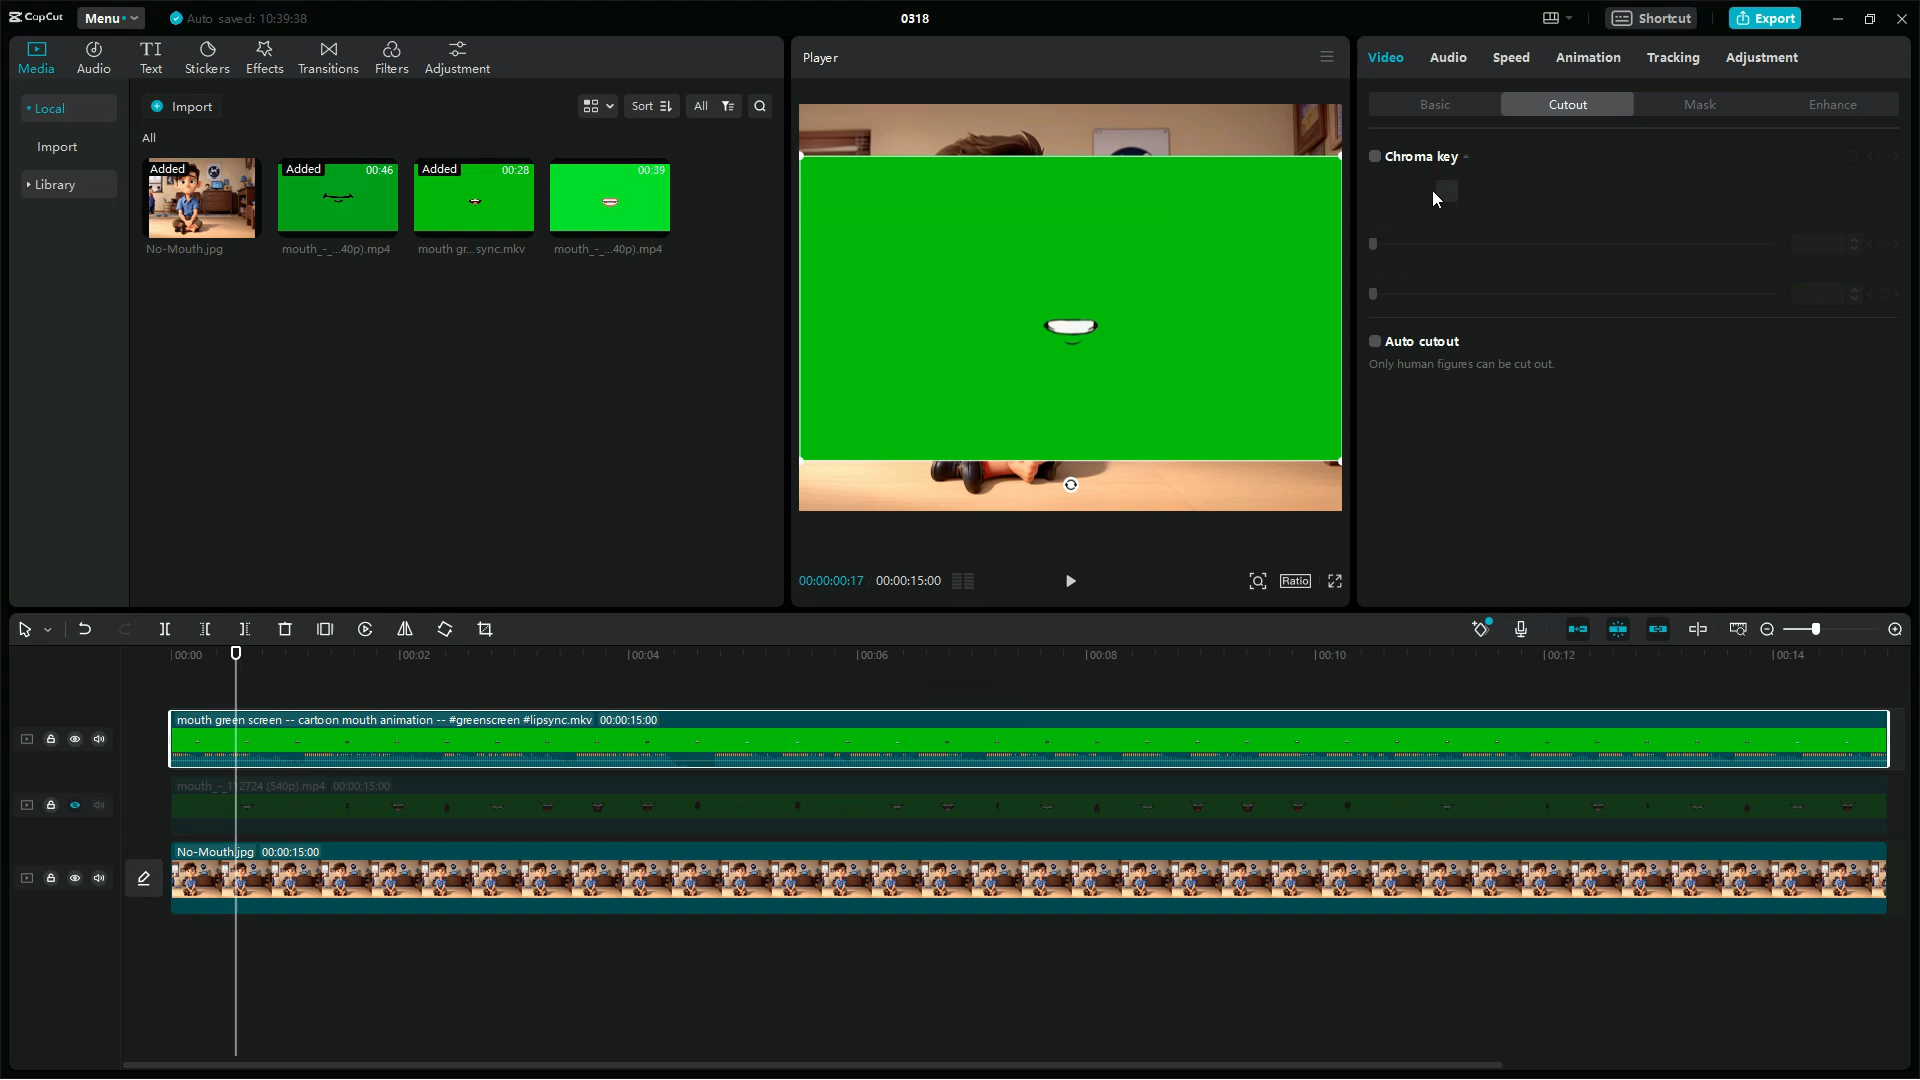 CapCut
Menu
Auto saved: 10:39:38
0318
Shortcut
Export
Media
Audio
Text
Stickers
Effects
Transitions
Filters
Adjustment
Player
Video
Audio
Speed
Animation
Tracking
Adjustment
Local
Import
Library
Import
Sort
All
All
Basic
Cutout
Mask
Enhance
Added
Added
00:46
Added
00:28
00:39
No-Mouth.jpg
mouth_-_...40p).mp4
mouth gr...sync.mkv
mouth_-_...40p).mp4
Chroma key
Auto cutout
Only human figures can be cut out.
00:00:00:17
00:00:15:00
Ratio
00:00
00:02
00:04
00:06
00:08
00:10
00:12
00:14
mouth green screen -- cartoon mouth animation -- #greenscreen #lipsync.mkv 00:00:15:00
(540p).mp4 00:00:15:00
No-Mouth.jpg 00:00:15:00